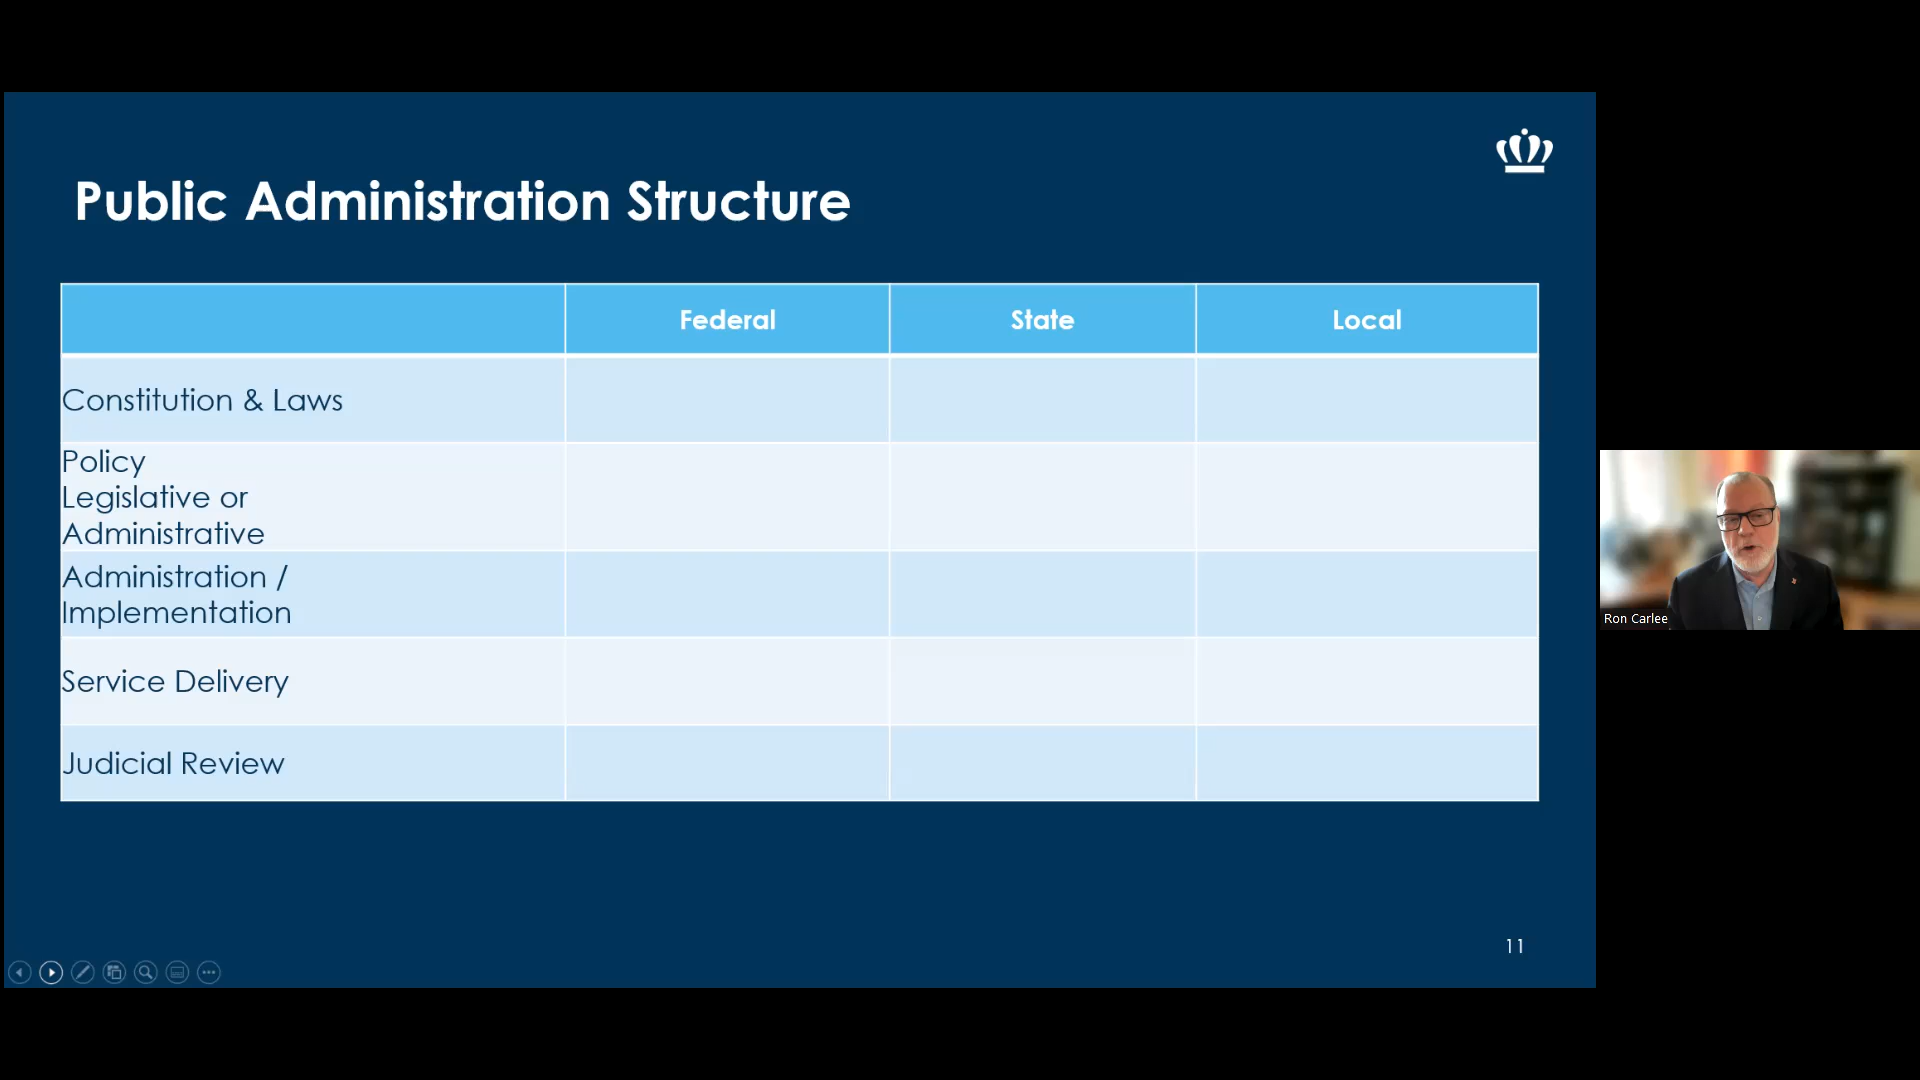 Public Administration Structure
Federal
State
Local
Constitution & Laws
Policy
Legislative or
Administrative
Administration /
Implementation
Service Delivery
Judicial Review
11
Ron Carlee